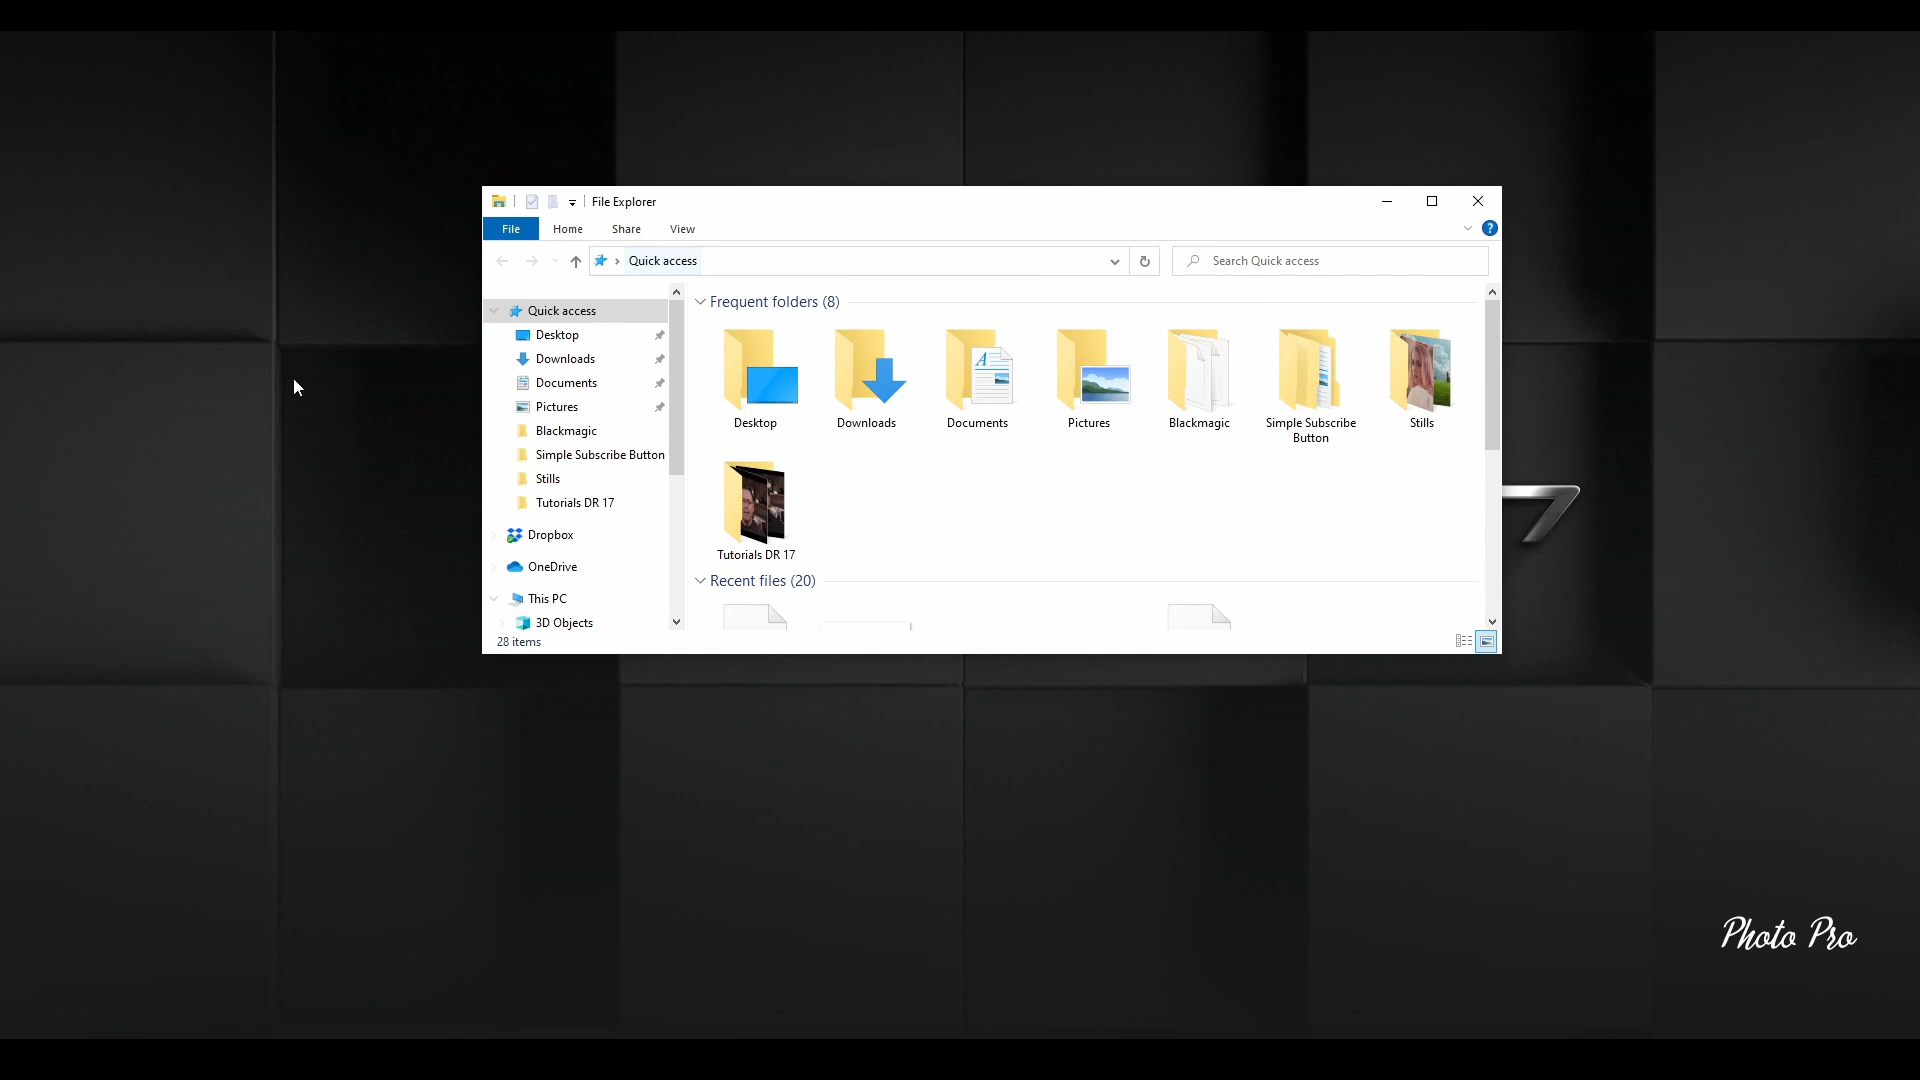 File Explorer
File Home Share View
Quick access
Search Quick access
Quick access
Desktop
Downloads
Documents
Pictures
Blackmagic
Simple Subscribe Button
Stills
Tutorials DR 17
Dropbox
OneDrive
This PC
3D Objects
Frequent folders (8)
Desktop
Downloads
Documents
Pictures
Blackmagic
Simple Subscribe
Button
Stills
Tutorials DR 17
Recent files (20)
28 items
7
Photo Pro